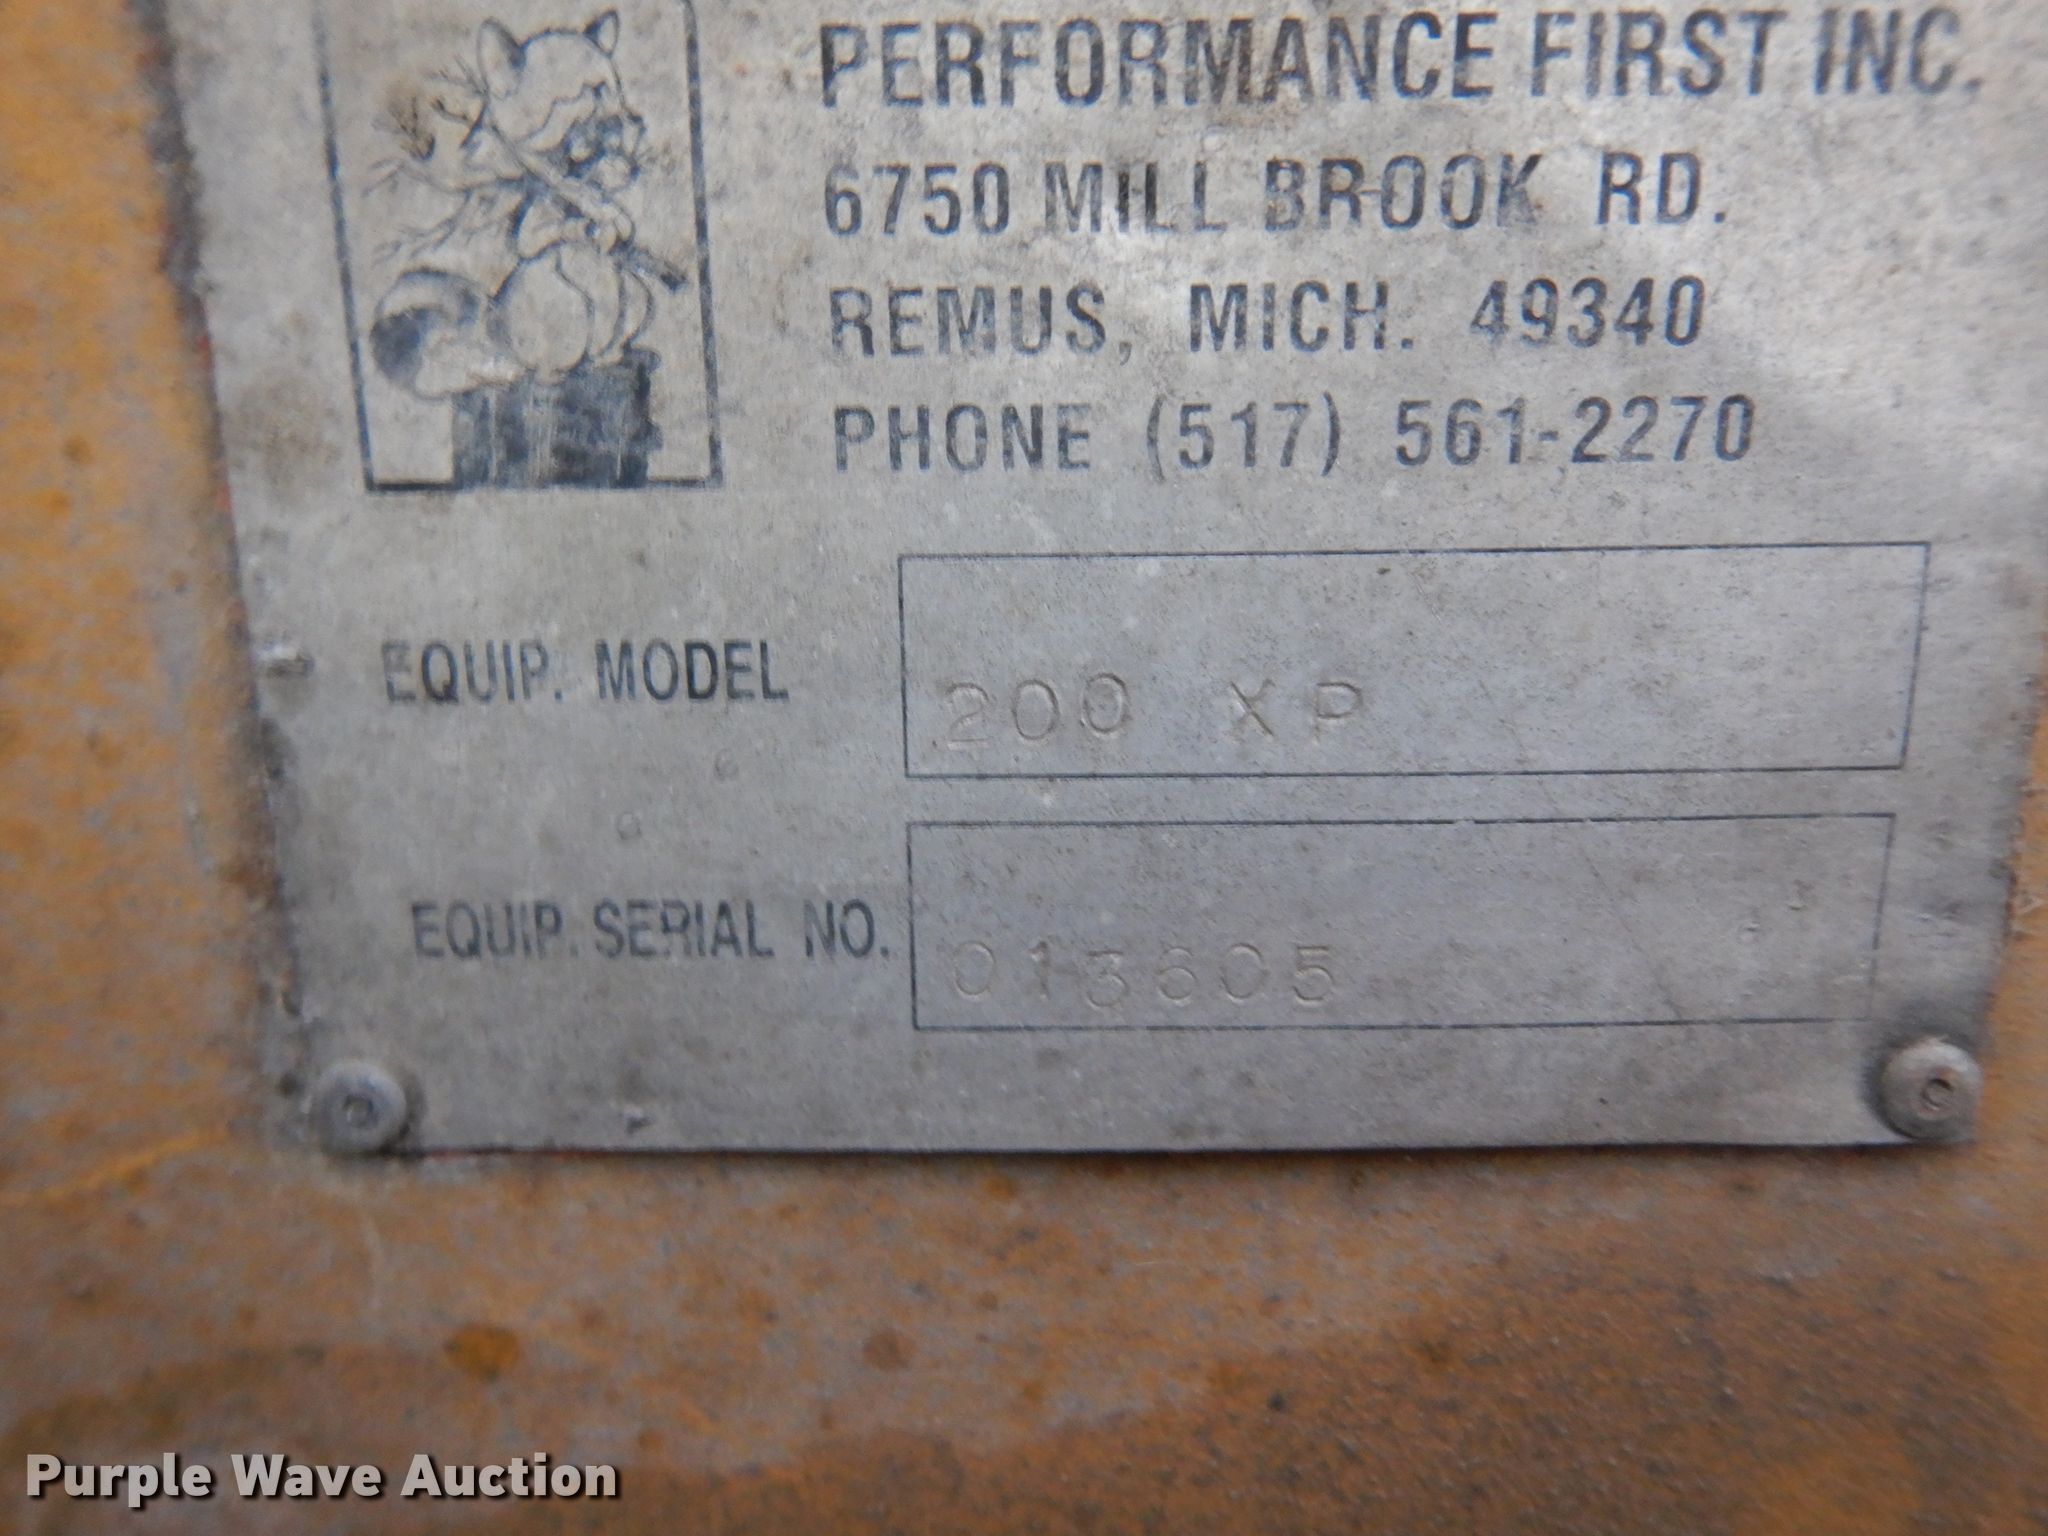 PERFORMANCE FIRST INC.
6750 MILL BROOK RD.
REMUS, MICH. 49340
PHONE (517) 561-2270
EQUIP. MODEL 200 XP
EQUIP. SERIAL NO. 013605
Purple Wave Auction